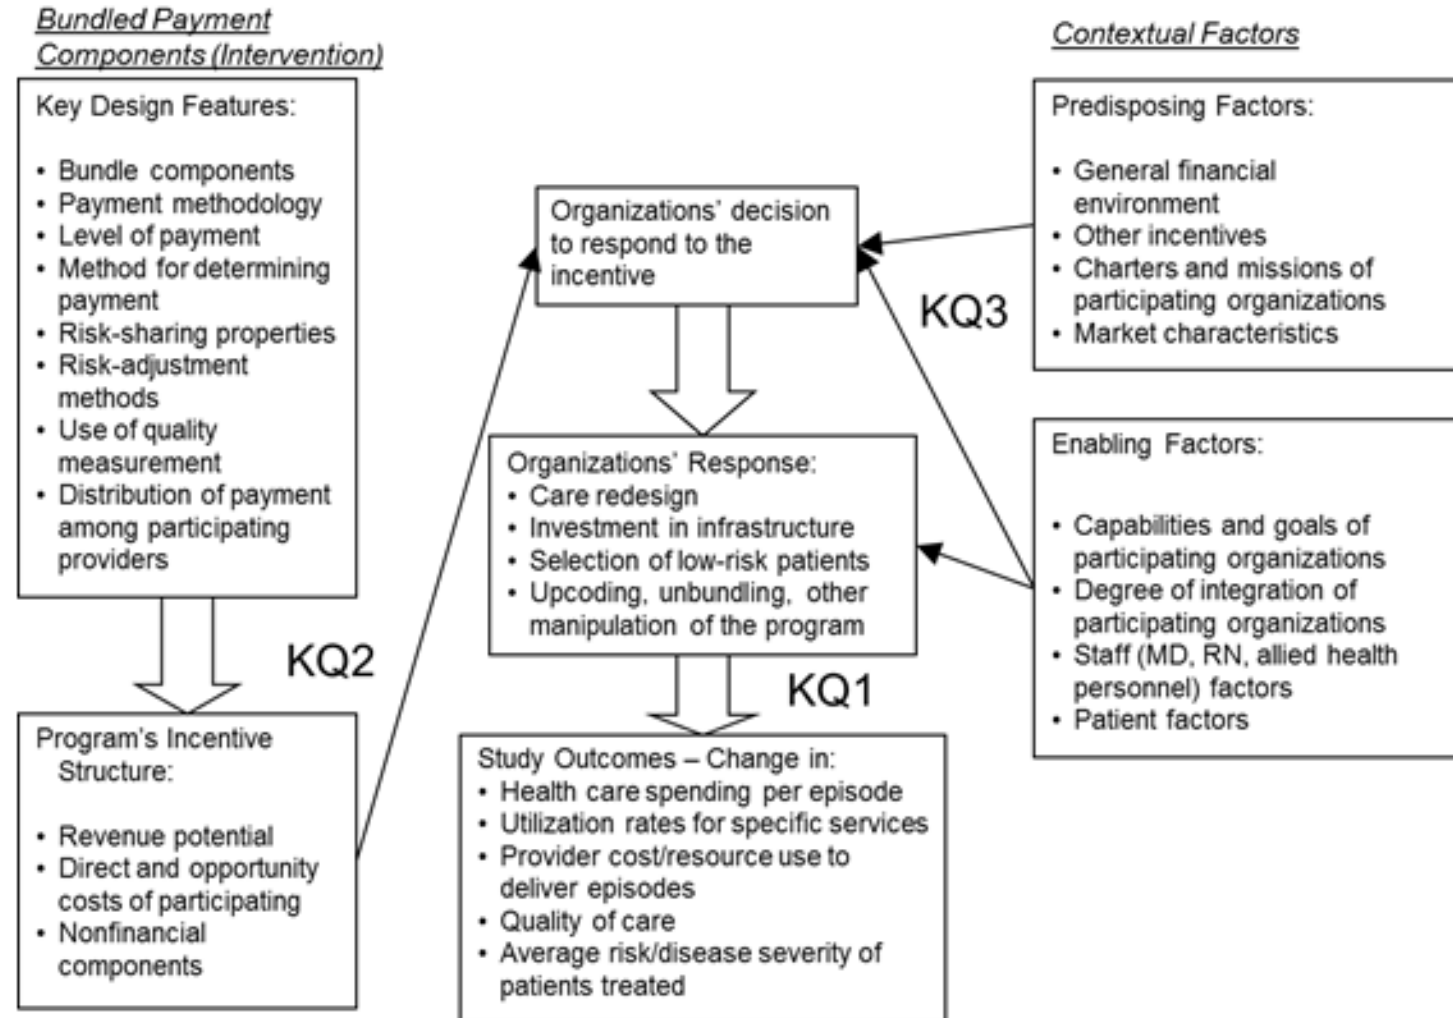 Bundled Payment
Components (Intervention)
Key Design Features:
• Bundle components
• Payment methodology
• Level of payment
• Method for determining
payment
• Risk-sharing properties
• Risk-adjustment
methods
• Use of quality
measurement
• Distribution of payment
among participating
providers
KQ2
Program's Incentive
Structure:
• Revenue potential
• Direct and opportunity
costs of participating
• Nonfinancial
components
Organizations' decision
to respond to the
incentive
Organizations' Response:
• Care redesign
• Investment in infrastructure
• Selection of low-risk patients
• Upcoding, unbundling, other
manipulation of the program
KQ1
Study Outcomes – Change in:
• Health care spending per episode
• Utilization rates for specific services
• Provider cost/resource use to
deliver episodes
• Quality of care
• Average risk/disease severity of
patients treated
Contextual Factors
Predisposing Factors:
• General financial
environment
• Other incentives
• Charters and missions of
participating organizations
• Market characteristics
KQ3
Enabling Factors:
• Capabilities and goals of
participating organizations
• Degree of integration of
participating organizations
• Staff (MD, RN, allied health
personnel) factors
• Patient factors